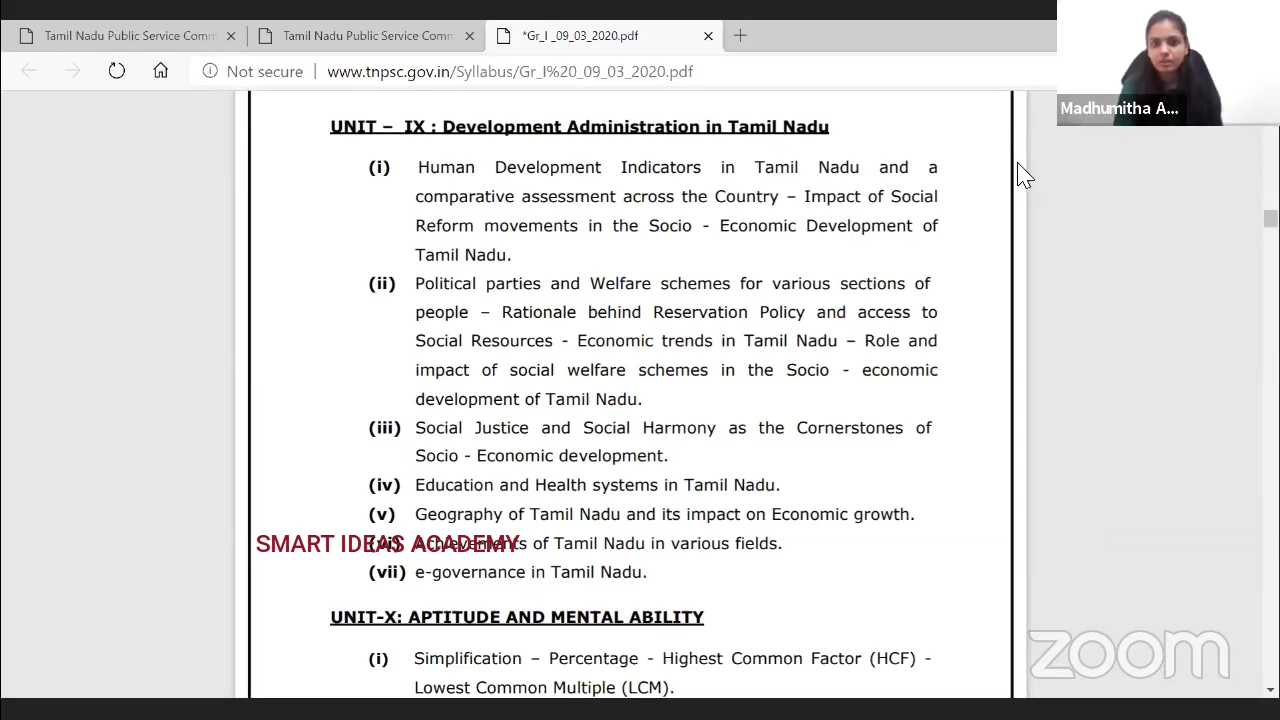 Tamil Nadu Public Service Comm
Tamil Nadu Public Service Comm
*Gr_I _09_03_2020.pdf
Not secure
www.tnpsc.gov.in/Syllabus/Gr_I%20_09_03_2020.pdf
Madhumitha A...
UNIT – IX : Development Administration in Tamil Nadu
(i) Human Development Indicators in Tamil Nadu and a
comparative assessment across the Country – Impact of Social
Reform movements in the Socio - Economic Development of
Tamil Nadu.
(ii) Political parties and Welfare schemes for various sections of
people – Rationale behind Reservation Policy and access to
Social Resources - Economic trends in Tamil Nadu – Role and
impact of social welfare schemes in the Socio - economic
development of Tamil Nadu.
(iii) Social Justice and Social Harmony as the Cornerstones of
Socio - Economic development.
(iv) Education and Health systems in Tamil Nadu.
(v) Geography of Tamil Nadu and its impact on Economic growth.
SMART IDEAS ACADEMY
(vi) Achievements of Tamil Nadu in various fields.
(vii) e-governance in Tamil Nadu.
UNIT-X: APTITUDE AND MENTAL ABILITY
(i) Simplification – Percentage - Highest Common Factor (HCF) -
Lowest Common Multiple (LCM).
zoom